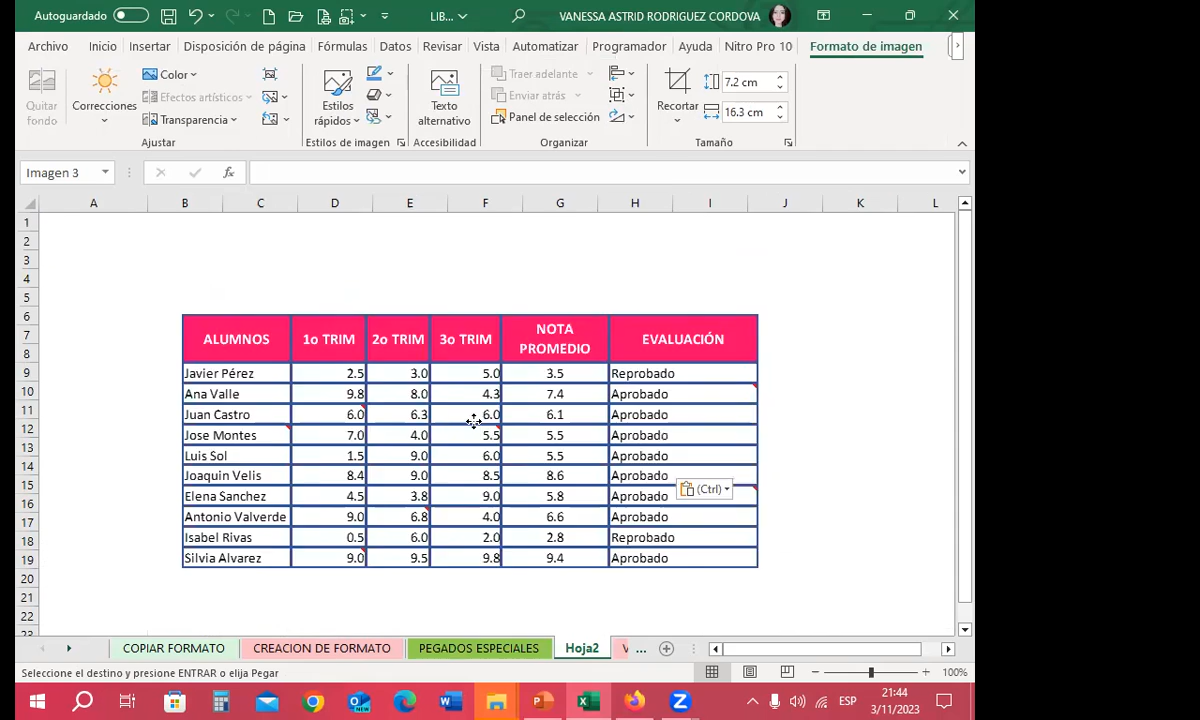 Autoguardado
LIB...
VANESSA ASTRID RODRIGUEZ CORDOVA
Archivo Inicio Insertar Disposición de página Fórmulas Datos Revisar Vista Automatizar Programador Ayuda Nitro Pro 10 Formato de imagen
Quitar fondo
Correcciones
Color
Efectos artísticos
Transparencia
Ajustar
Estilos rápidos
Estilos de imagen
Texto alternativo
Accesibilidad
Traer adelante
Enviar atrás
Panel de selección
Organizar
Recortar
7.2 cm
16.3 cm
Tamaño
Imagen 3
fx
A B C D E F G H I J K L
1
2
3
4
5
6
7
8
9
10
11
12
13
14
15
16
17
18
19
20
21
22
23
ALUMNOS 1o TRIM 2o TRIM 3o TRIM NOTA PROMEDIO EVALUACIÓN
Javier Pérez 2.5 3.0 5.0 3.5 Reprobado
Ana Valle 9.8 8.0 4.3 7.4 Aprobado
Juan Castro 6.0 6.3 6.0 6.1 Aprobado
Jose Montes 7.0 4.0 5.5 5.5 Aprobado
Luis Sol 1.5 9.0 6.0 5.5 Aprobado
Joaquin Velis 8.4 9.0 8.5 8.6 Aprobado
Elena Sanchez 4.5 3.8 9.0 5.8 Aprobado
Antonio Valverde 9.0 6.8 4.0 6.6 Aprobado
Isabel Rivas 0.5 6.0 2.0 2.8 Reprobado
Silvia Alvarez 9.0 9.5 9.8 9.4 Aprobado
(Ctrl)
COPIAR FORMATO CREACION DE FORMATO PEGADOS ESPECIALES Hoja2 ...
Seleccione el destino y presione ENTRAR o elija Pegar
100%
ESP
21:44
3/11/2023